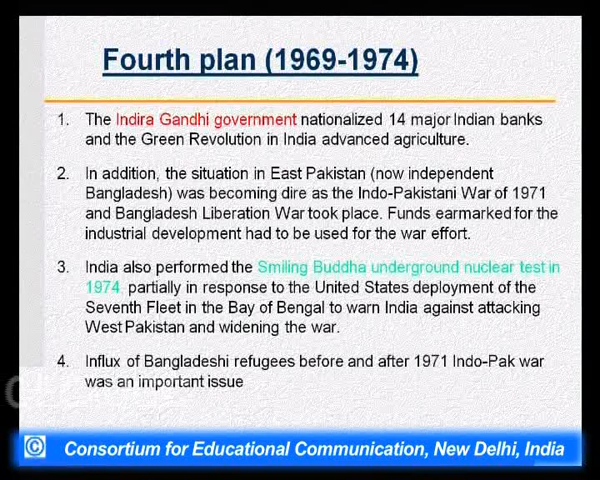 Fourth plan (1969-1974)
1. The Indira Gandhi government nationalized 14 major Indian banks
and the Green Revolution in India advanced agriculture.
2. In addition, the situation in East Pakistan (now independent
Bangladesh) was becoming dire as the Indo-Pakistani War of 1971
and Bangladesh Liberation War took place. Funds earmarked for the
industrial development had to be used for the war effort.
3. India also performed the Smiling Buddha underground nuclear test in
1974, partially in response to the United States deployment of the
Seventh Fleet in the Bay of Bengal to warn India against attacking
West Pakistan and widening the war.
4. Influx of Bangladeshi refugees before and after 1971 Indo-Pak war
was an important issue
© Consortium for Educational Communication, New Delhi, India